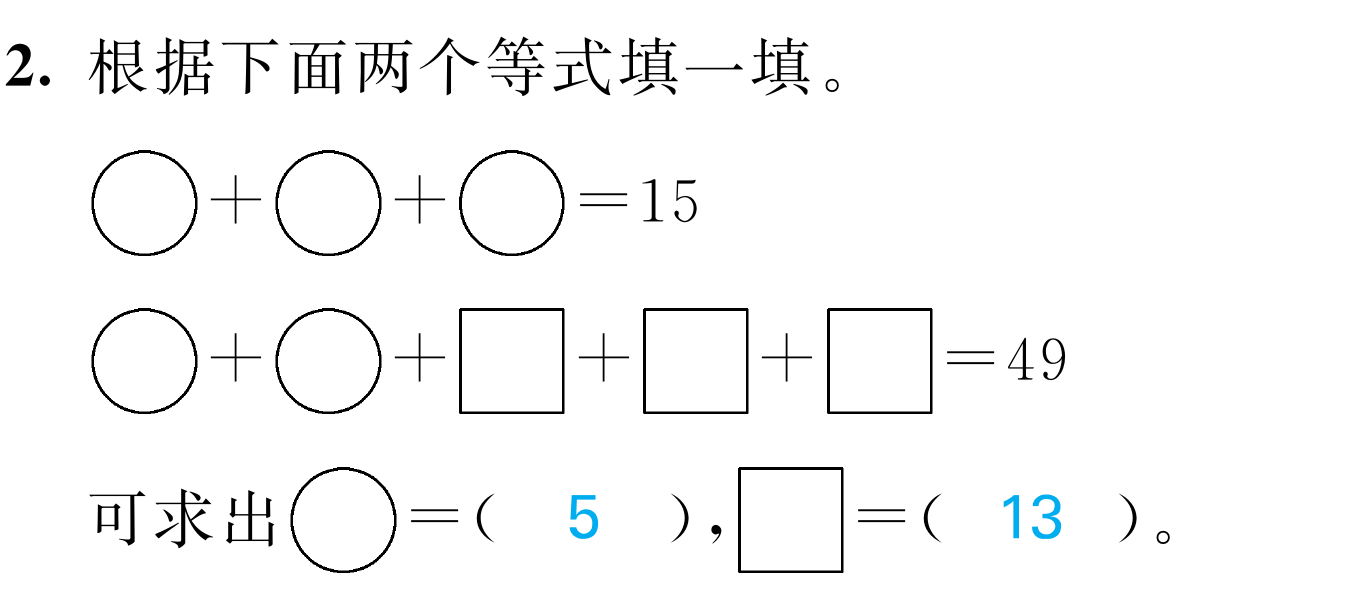 2. 根据下面两个等式填一填。
○+○+○=15
○+○+□+□+□=49
可求出○=( 5 ),□=( 13 )。